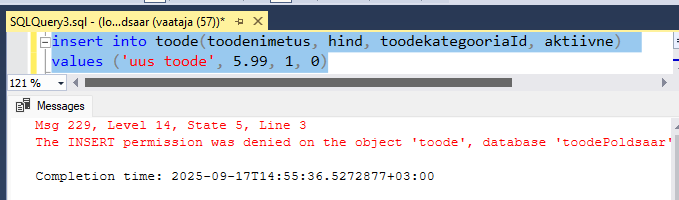 SQLQuery3.sql - (lo...dsaar (vaataja (57))*
insert into toode(toodenimetus, hind, toodekategooriaId, aktiivne)
values ('uus toode', 5.99, 1, 0)
121 %
Messages
Msg 229, Level 14, State 5, Line 3
The INSERT permission was denied on the object 'toode', database 'toodePoldsaar'
Completion time: 2025-09-17T14:55:36.5272877+03:00